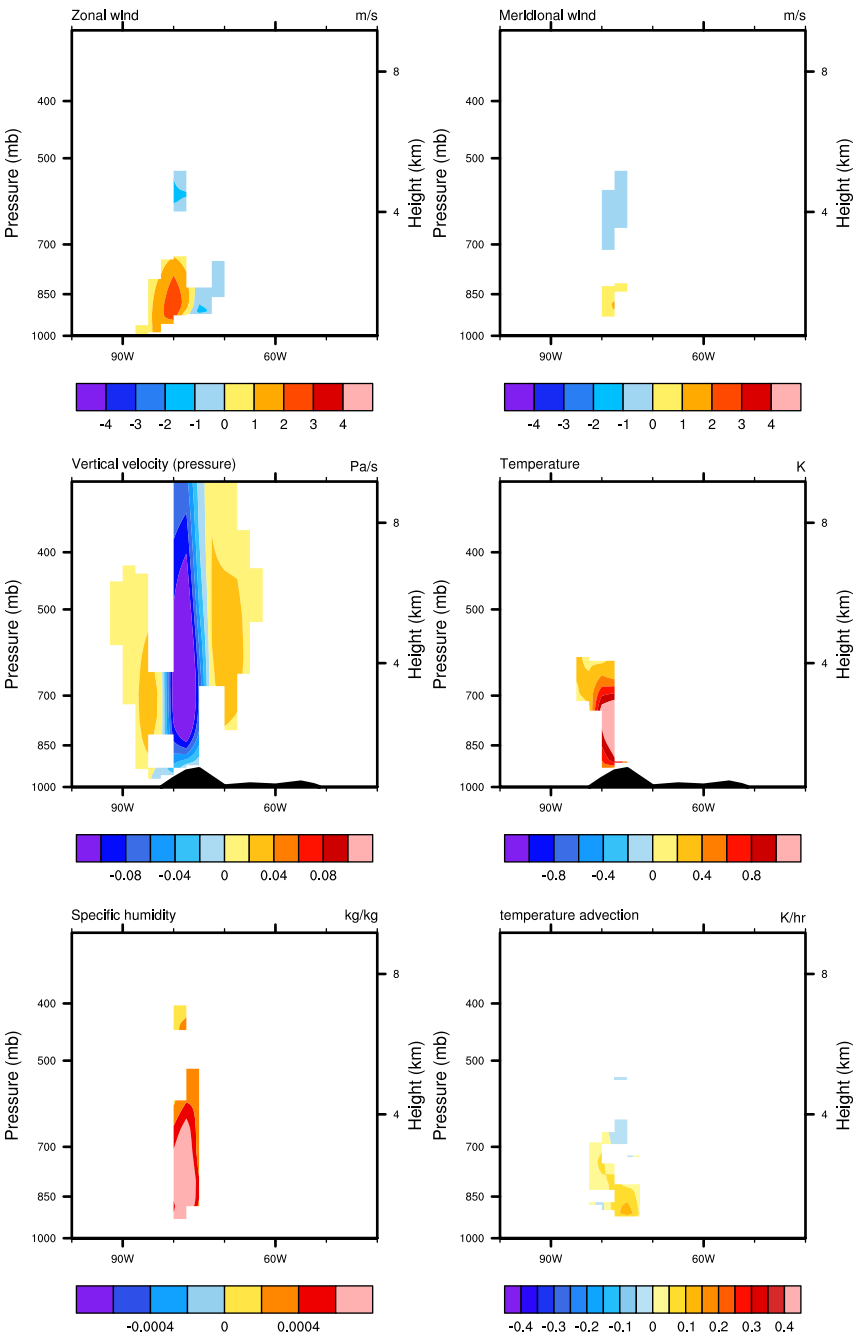 Zonal wind m/s
Pressure (mb)
400
500
700
850
1000
8
4
Height (km)
90W 60W
-4 -3 -2 -1 0 1 2 3 4
Meridional wind m/s
Pressure (mb)
400
500
700
850
1000
8
4
Height (km)
90W 60W
-4 -3 -2 -1 0 1 2 3 4
Vertical velocity (pressure) Pa/s
Pressure (mb)
400
500
700
850
1000
8
4
Height (km)
90W 60W
-0.08 -0.04 0 0.04 0.08
Temperature K
Pressure (mb)
400
500
700
850
1000
8
4
Height (km)
90W 60W
-0.8 -0.4 0 0.4 0.8
Specific humidity kg/kg
Pressure (mb)
400
500
700
850
1000
8
4
Height (km)
90W 60W
-0.0004 0 0.0004
temperature advection K/hr
Pressure (mb)
400
500
700
850
1000
8
4
Height (km)
90W 60W
-0.4 -0.3 -0.2 -0.1 0 0.1 0.2 0.3 0.4